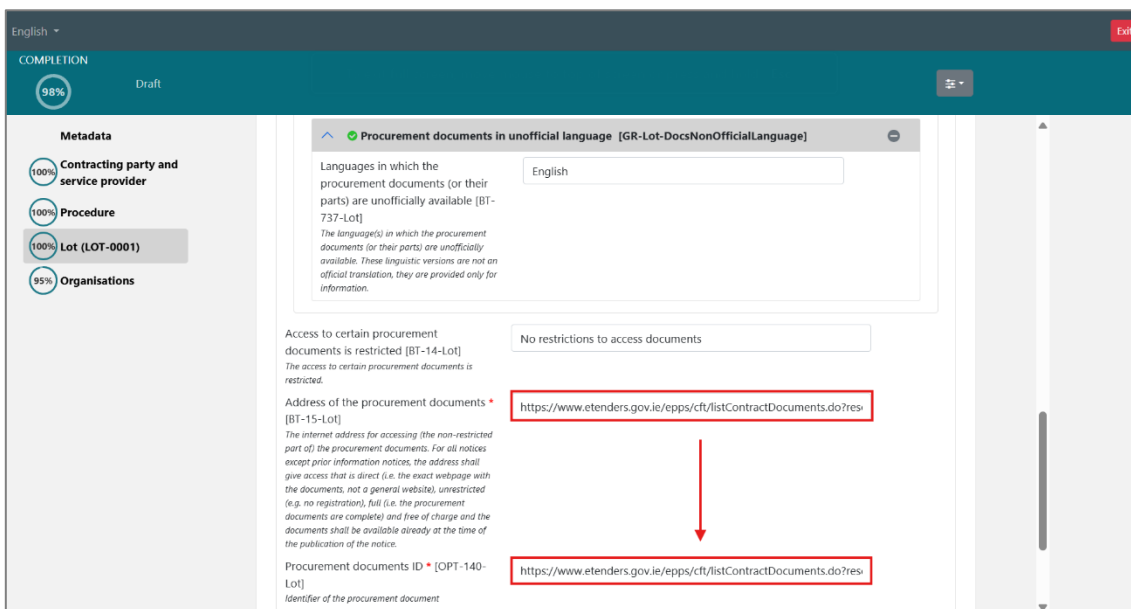 English
Exit
COMPLETION
98%
Draft
Metadata
100% Contracting party and
service provider
100% Procedure
100% Lot (LOT-0001)
95% Organisations
Procurement documents in unofficial language [GR-Lot-DocsNonOfficialLanguage]
Languages in which the
procurement documents (or their
parts) are unofficially available [BT-
737-Lot]
The language(s) in which the procurement
documents (or their parts) are unofficially
available. These linguistic versions are not an
official translation, they are provided only for
information.
English
Access to certain procurement
documents is restricted [BT-14-Lot]
The access to certain procurement documents is
restricted.
No restrictions to access documents
Address of the procurement documents *
[BT-15-Lot]
The internet address for accessing (the non-restricted
part of) the procurement documents. For all notices
except prior information notices, the address shall
give access that is direct (i.e. the exact webpage with
the documents, not a general website), unrestricted
(e.g. no registration), full (i.e. the procurement
documents are complete) and free of charge and the
documents shall be available already at the time of
the publication of the notice.
https://www.etenders.gov.ie/epps/cft/listContractDocuments.do?res
Procurement documents ID * [OPT-140-
Lot]
Identifier of the procurement document
https://www.etenders.gov.ie/epps/cft/listContractDocuments.do?res